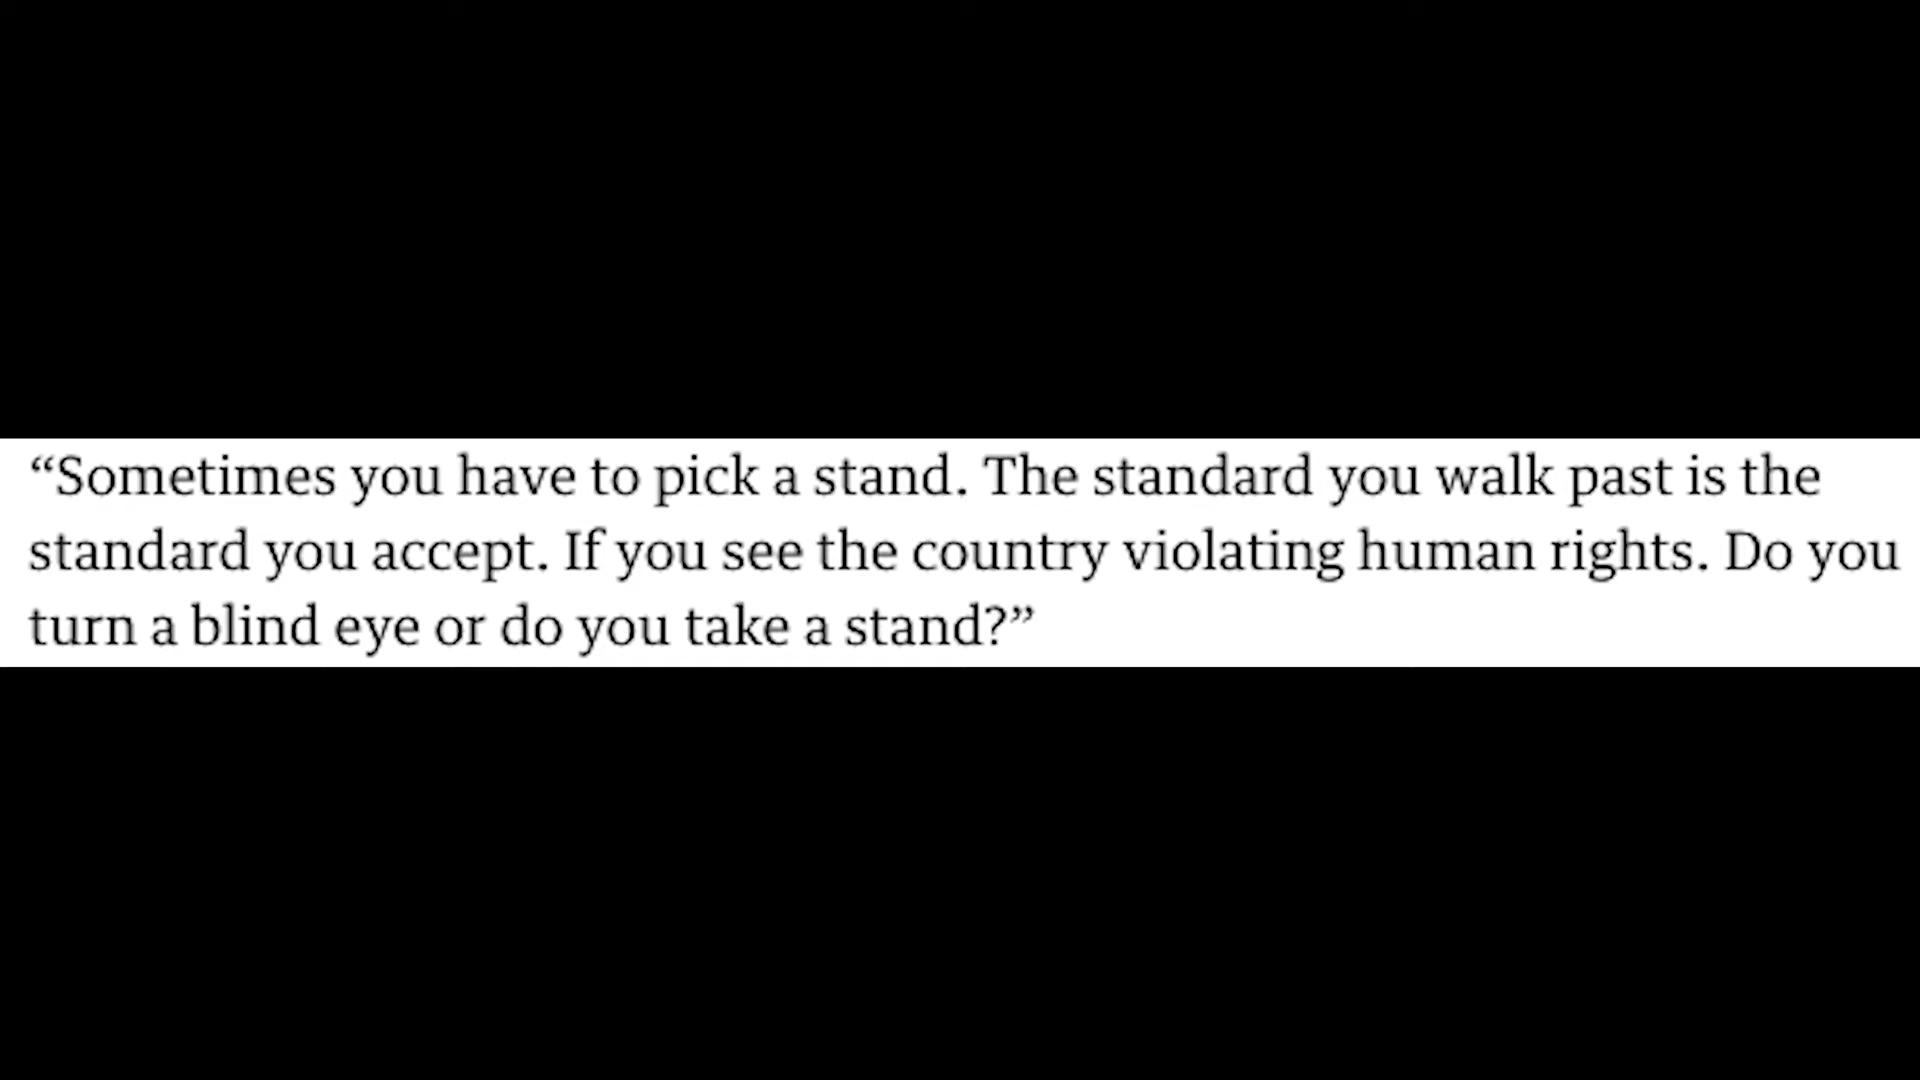 “Sometimes you have to pick a stand. The standard you walk past is the
standard you accept. If you see the country violating human rights. Do you
turn a blind eye or do you take a stand?”